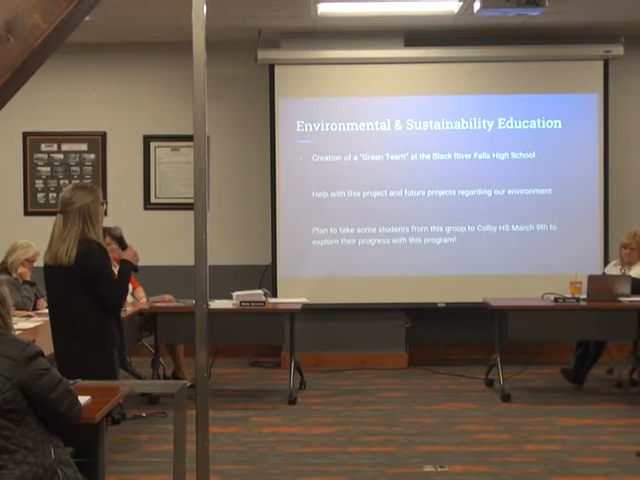 Environmental & Sustainability Education
Creation of a "Green Team" at the Black River Falls High School
Help with this project and future projects regarding our environment
Plan to take some students from this group to Colby HS March 9th to
explore their progress with this program!